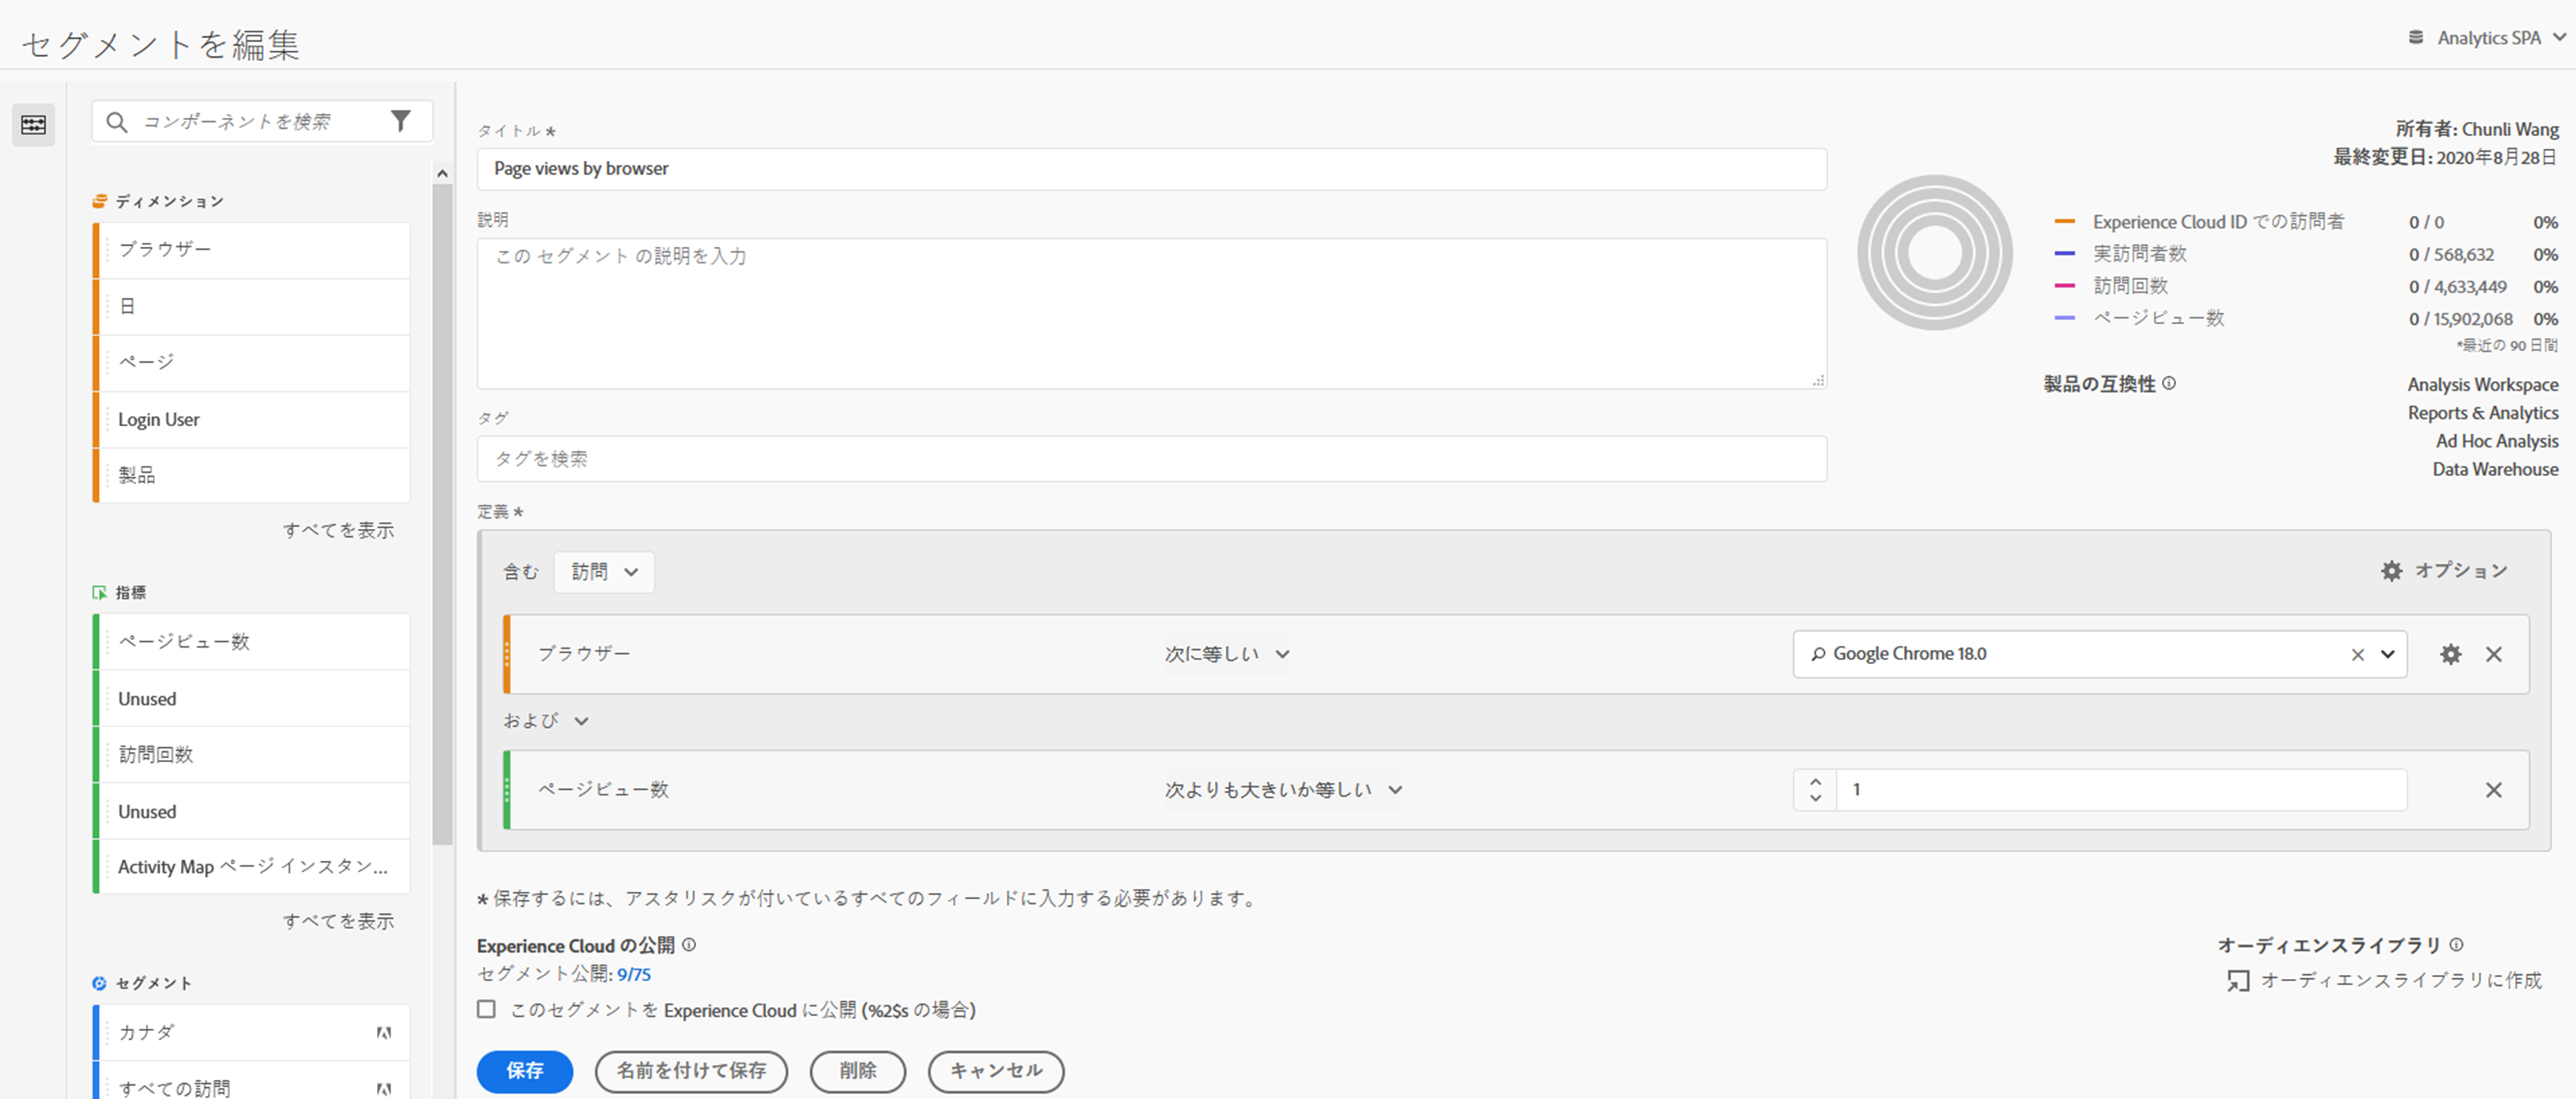 セグメントを編集
Analytics SPA
コンポーネントを検索
ディメンション
ブラウザー
日
ページ
Login User
製品
すべてを表示
指標
ページビュー数
Unused
訪問回数
Unused
Activity Map ページ インスタン...
すべてを表示
セグメント
カナダ
すべての訪問
タイトル *
Page views by browser
説明
この セグメント の説明を入力
タグ
タグを検索
所有者: Chunli Wang
最終変更日: 2020年8月28日
Experience Cloud ID での訪問者 0 / 0 0%
実訪問者数 0 / 568,632 0%
訪問回数 0 / 4,633,449 0%
ページビュー数 0 / 15,902,068 0%
*最近の 90 日間
製品の互換性
Analysis Workspace
Reports & Analytics
Ad Hoc Analysis
Data Warehouse
定義 *
含む 訪問 オプション
ブラウザー 次に等しい Google Chrome 18.0
および
ページビュー数 次よりも大きいか等しい 1
* 保存するには、アスタリスクが付いているすべてのフィールドに入力する必要があります。
Experience Cloud の公開
セグメント公開: 9/75
このセグメントを Experience Cloud に公開 (%2$s の場合)
オーディエンスライブラリ
オーディエンスライブラリに作成
保存 名前を付けて保存 削除 キャンセル